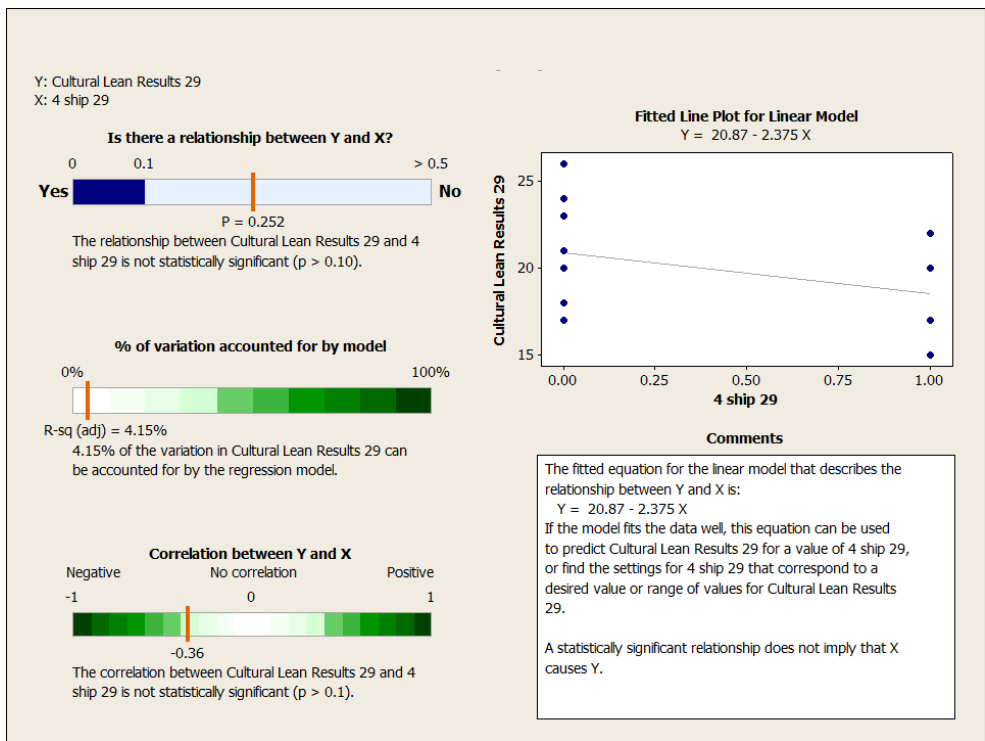 Y: Cultural Lean Results 29
X: 4 ship 29
Is there a relationship between Y and X?
0 0.1 > 0.5
Yes No
P = 0.252
The relationship between Cultural Lean Results 29 and 4
ship 29 is not statistically significant (p > 0.10).
% of variation accounted for by model
0% 100%
R-sq (adj) = 4.15%
4.15% of the variation in Cultural Lean Results 29 can
be accounted for by the regression model.
Correlation between Y and X
Negative No correlation Positive
-1 0 1
-0.36
The correlation between Cultural Lean Results 29 and 4
ship 29 is not statistically significant (p > 0.1).
Fitted Line Plot for Linear Model
Y = 20.87 - 2.375 X
Cultural Lean Results 29
25
20
15
0.00 0.25 0.50 0.75 1.00
4 ship 29
Comments
The fitted equation for the linear model that describes the
relationship between Y and X is:
Y = 20.87 - 2.375 X
If the model fits the data well, this equation can be used
to predict Cultural Lean Results 29 for a value of 4 ship 29,
or find the settings for 4 ship 29 that correspond to a
desired value or range of values for Cultural Lean Results
29.
A statistically significant relationship does not imply that X
causes Y.